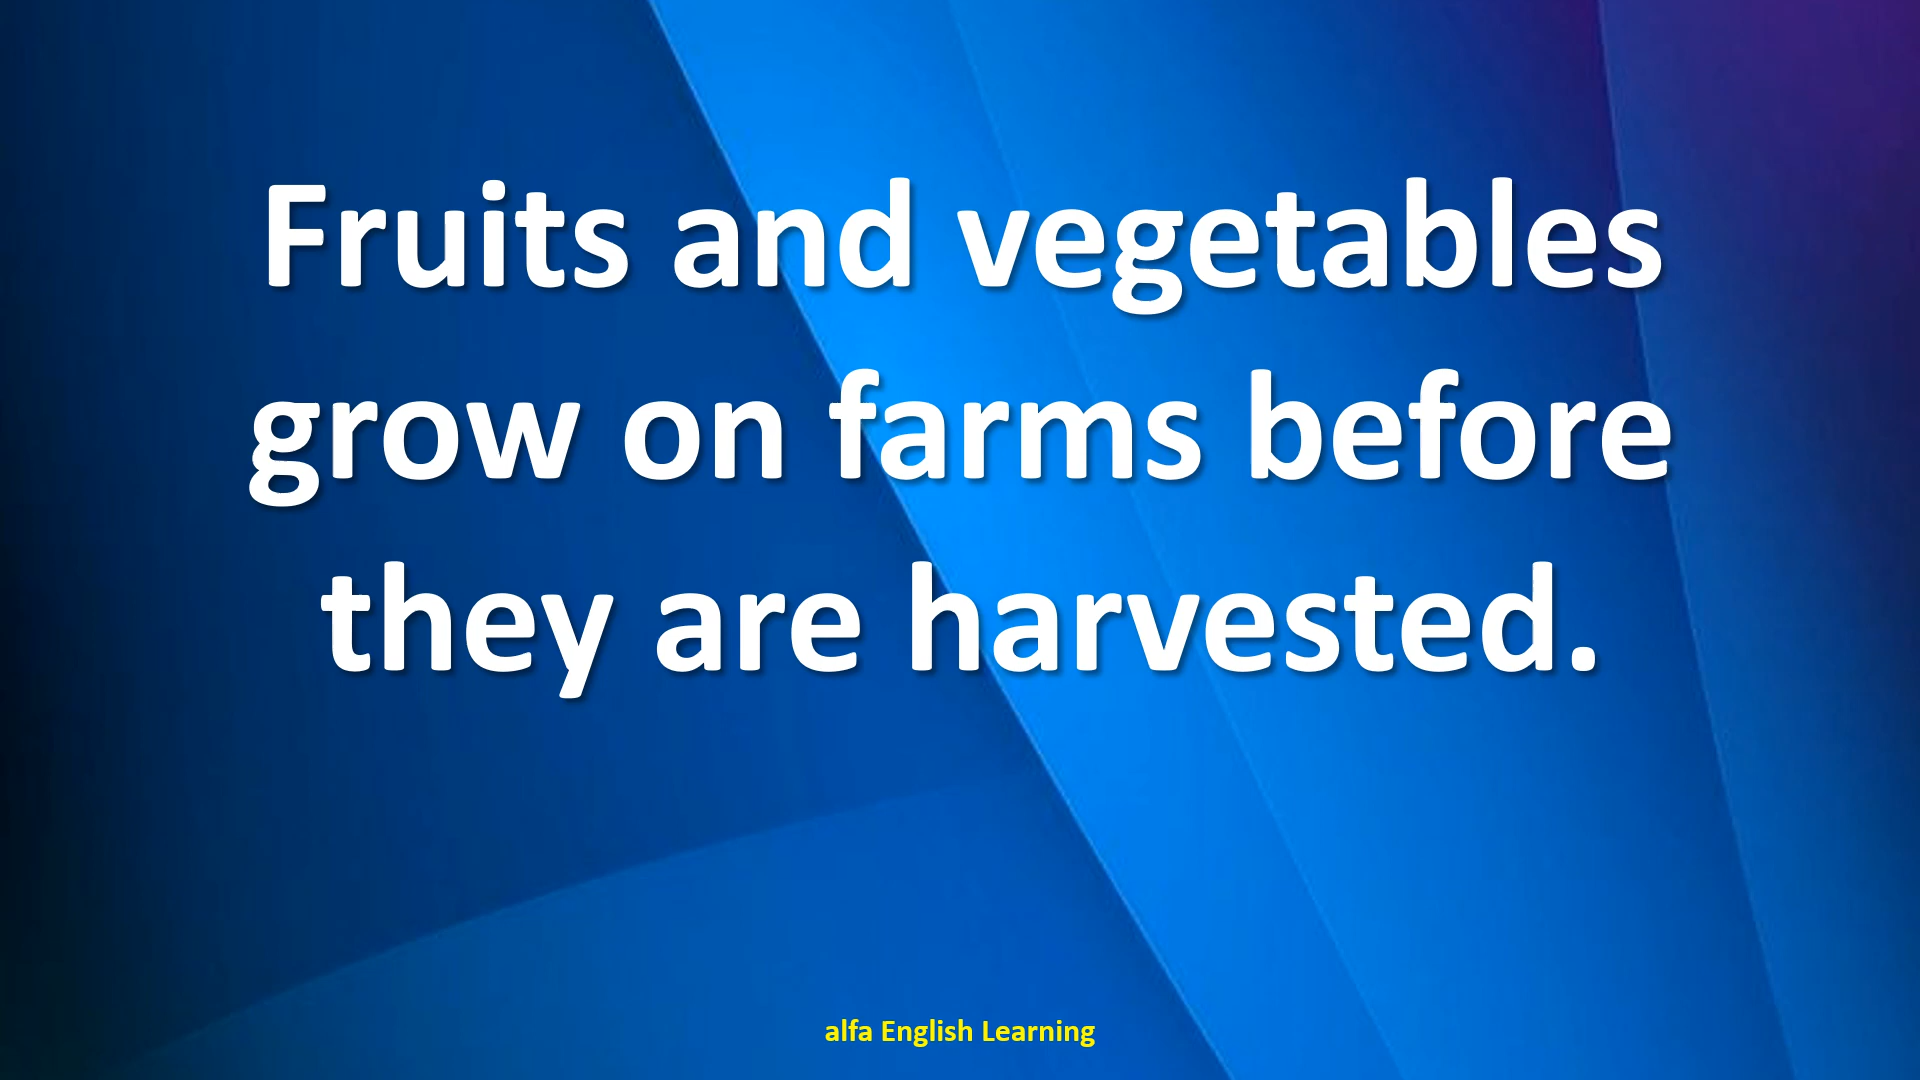 Fruits and vegetables
grow on farms before
they are harvested.
alfa English Learning